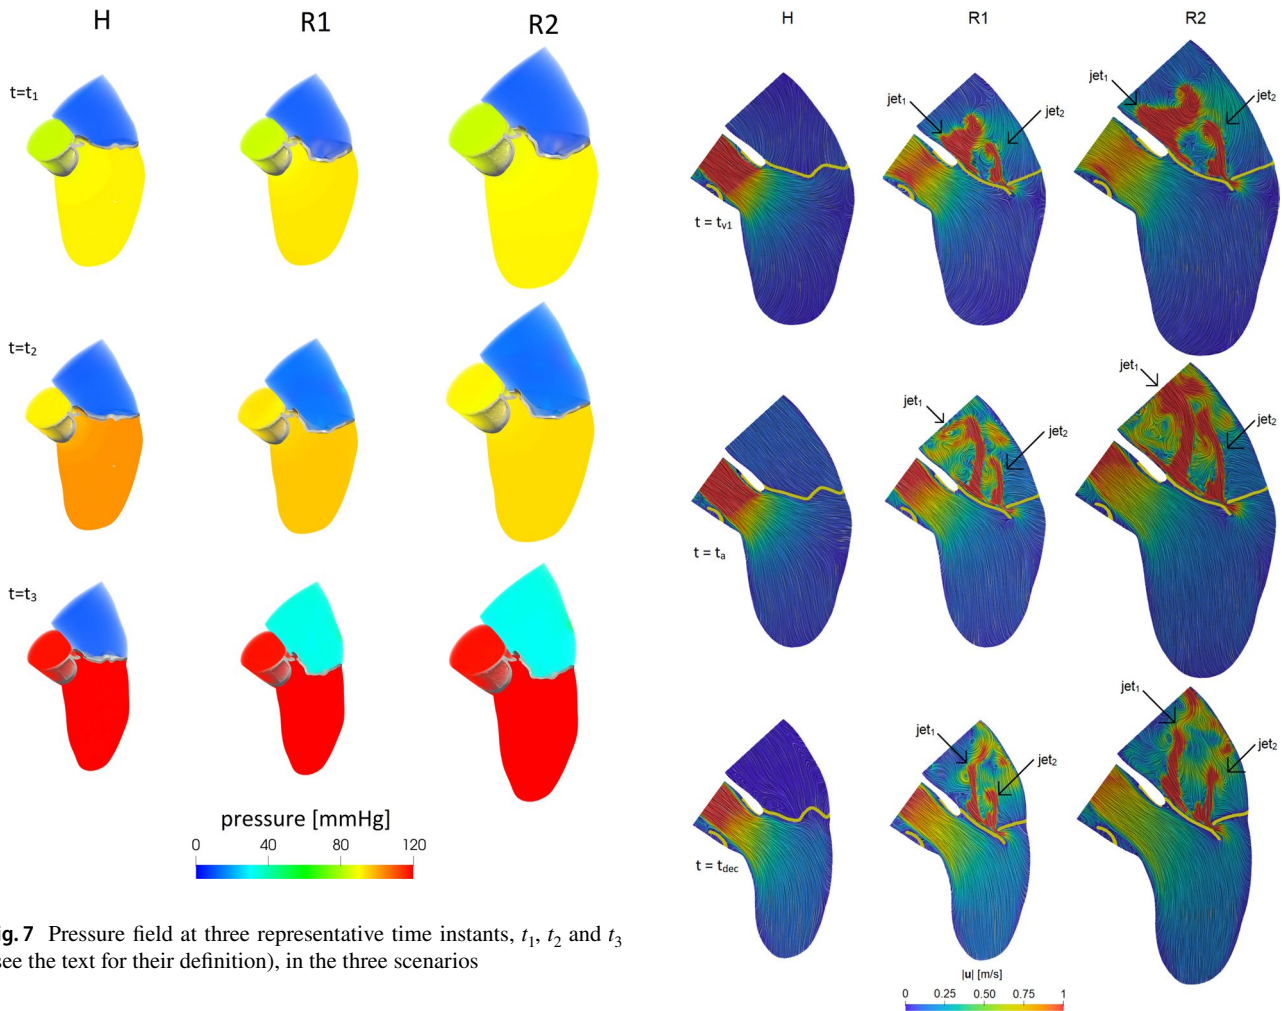 H R1 R2
t=t1
t=t2
t=t3
pressure [mmHg]
0 40 80 120
ig. 7 Pressure field at three representative time instants, t1, t2 and t3
see the text for their definition), in the three scenarios
H R1 R2
jet1 jet2 jet1 jet2
t = tv1
jet1 jet2 jet1 jet2
t = ta
jet1 jet2 jet1 jet2
t = tdec
|u| [m/s]
0 0.25 0.50 0.75 1